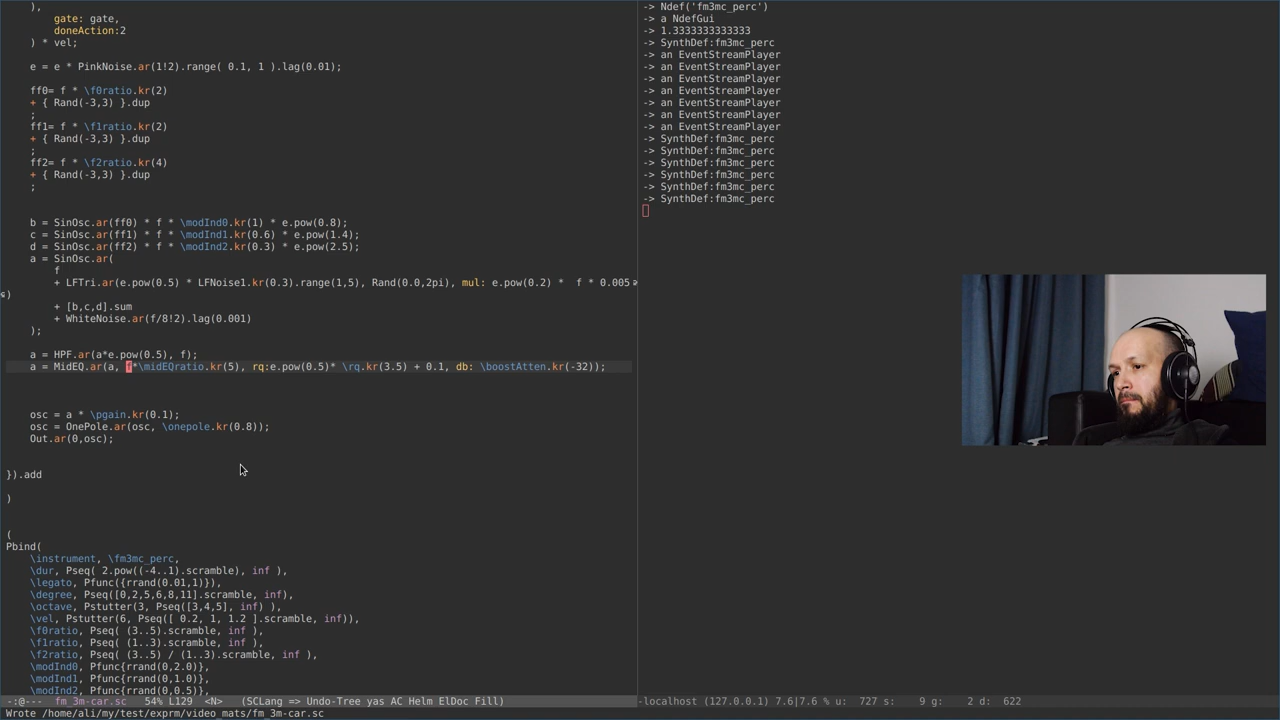 ),
gate: gate,
doneAction:2
) * vel;
e = e * PinkNoise.ar(1!2).range( 0.1, 1 ).lag(0.01);
ff0= f * \f0ratio.kr(2)
+ { Rand(-3,3) }.dup
;
ff1= f * \f1ratio.kr(2)
+ { Rand(-3,3) }.dup
;
ff2= f * \f2ratio.kr(4)
+ { Rand(-3,3) }.dup
;
b = SinOsc.ar(ff0) * f * \modInd0.kr(1) * e.pow(0.8);
c = SinOsc.ar(ff1) * f * \modInd1.kr(0.6) * e.pow(1.4);
d = SinOsc.ar(ff2) * f * \modInd2.kr(0.3) * e.pow(2.5);
a = SinOsc.ar(
f
+ LFTri.ar(e.pow(0.5) * LFNoise1.kr(0.3).range(1,5), Rand(0.0,2pi), mul: e.pow(0.2) *  f * 0.005
)
+ [b,c,d].sum
+ WhiteNoise.ar(f/8!2).lag(0.001)
);
a = HPF.ar(a*e.pow(0.5), f);
a = MidEQ.ar(a, f*\midEQratio.kr(5), rq:e.pow(0.5)* \rq.kr(3.5) + 0.1, db: \boostAtten.kr(-32));
osc = a * \pgain.kr(0.1);
osc = OnePole.ar(osc, \onepole.kr(0.8));
Out.ar(0,osc);
}).add
)
(
Pbind(
\instrument, \fm3mc_perc,
\dur, Pseq( 2.pow((-4..1).scramble), inf ),
\legato, Pfunc({rrand(0.01,1)}),
\degree, Pseq([0,2,5,6,8,11].scramble, inf),
\octave, Pstutter(3, Pseq([3,4,5], inf) ),
\vel, Pstutter(6, Pseq([ 0.2, 1, 1.2 ].scramble, inf)),
\f0ratio, Pseq( (3..5).scramble, inf ),
\f1ratio, Pseq( (1..3).scramble, inf ),
\f2ratio, Pseq( (3..5) / (1..3).scramble, inf ),
\modInd0, Pfunc{rrand(0,2.0)},
\modInd1, Pfunc{rrand(0,1.0)},
\modInd2, Pfunc{rrand(0,0.5)},
-:@---  fm_3m-car.sc   54% L129  <N>  (SCLang => Undo-Tree yas AC Helm ElDoc Fill)
Wrote /home/ali/my/test/exprm/video_mats/fm_3m-car.sc
-> Ndef('fm3mc_perc')
-> a NdefGui
-> 1.3333333333333
-> SynthDef:fm3mc_perc
-> an EventStreamPlayer
-> an EventStreamPlayer
-> an EventStreamPlayer
-> an EventStreamPlayer
-> an EventStreamPlayer
-> an EventStreamPlayer
-> an EventStreamPlayer
-> SynthDef:fm3mc_perc
-> SynthDef:fm3mc_perc
-> SynthDef:fm3mc_perc
-> SynthDef:fm3mc_perc
-> SynthDef:fm3mc_perc
-> SynthDef:fm3mc_perc
-localhost (127.0.0.1) 7.6|7.6 % u:  727 s:    9 g:    2 d:  622